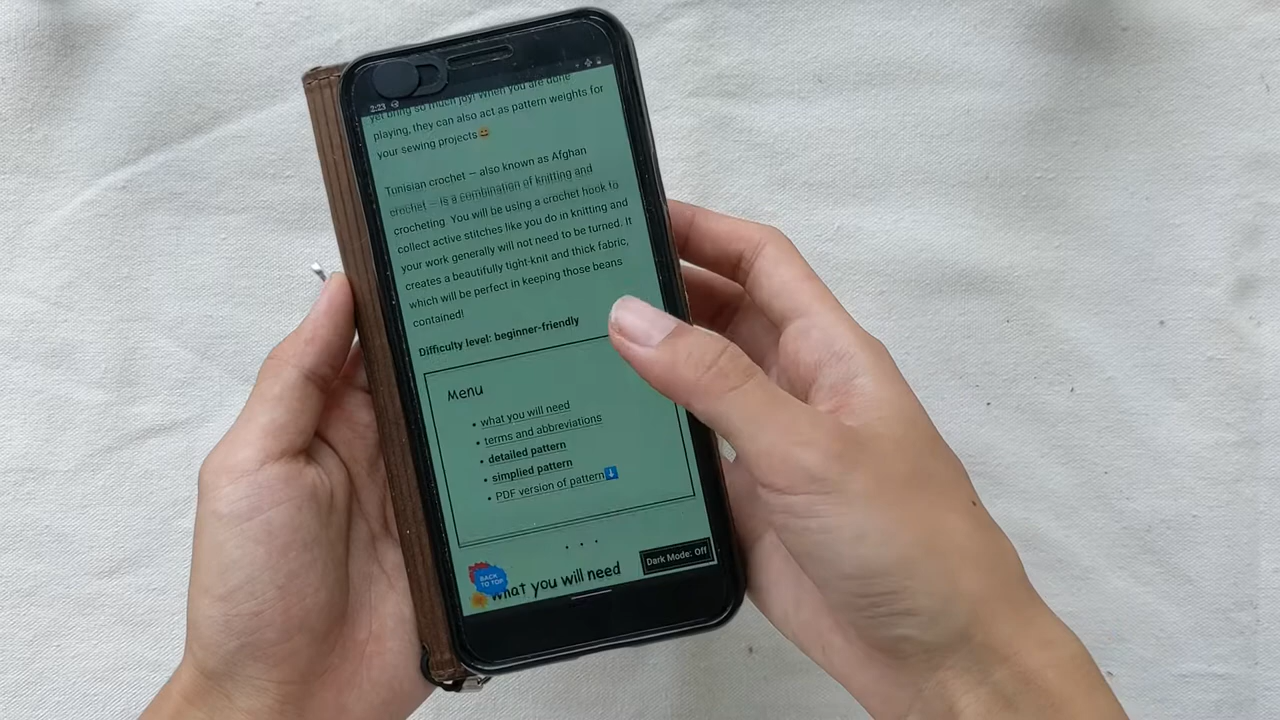 2:23
yet bring so much joy! When you are done
playing, they can also act as pattern weights for
your sewing projects😄
Tunisian crochet — also known as Afghan
crochet — is a combination of knitting and
crocheting. You will be using a crochet hook to
collect active stitches like you do in knitting and
your work generally will not need to be turned. It
creates a beautifully tight-knit and thick fabric,
which will be perfect in keeping those beans
contained!
Difficulty level: beginner-friendly
Menu
• what you will need
• terms and abbreviations
• detailed pattern
• simplied pattern
• PDF version of pattern⬇️
• • •
Dark Mode: Off
BACK
TO TOP
what you will need